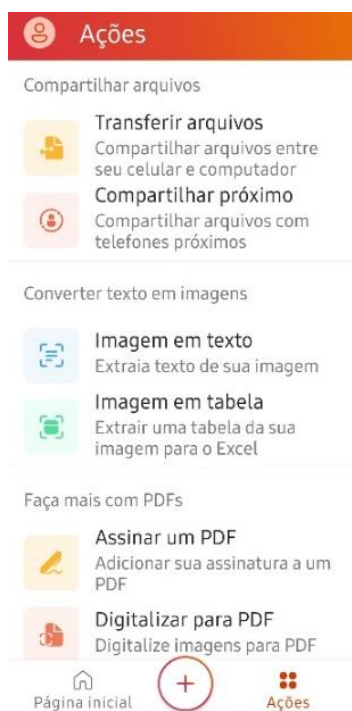 Ações
Compartilhar arquivos
Transferir arquivos
Compartilhar arquivos entre
seu celular e computador
Compartilhar próximo
Compartilhar arquivos com
telefones próximos
Converter texto em imagens
Imagem em texto
Extraia texto de sua imagem
Imagem em tabela
Extrair uma tabela da sua
imagem para o Excel
Faça mais com PDFs
Assinar um PDF
Adicionar sua assinatura a um
PDF
Digitalizar para PDF
Digitalize imagens para PDF
Página inicial
Ações